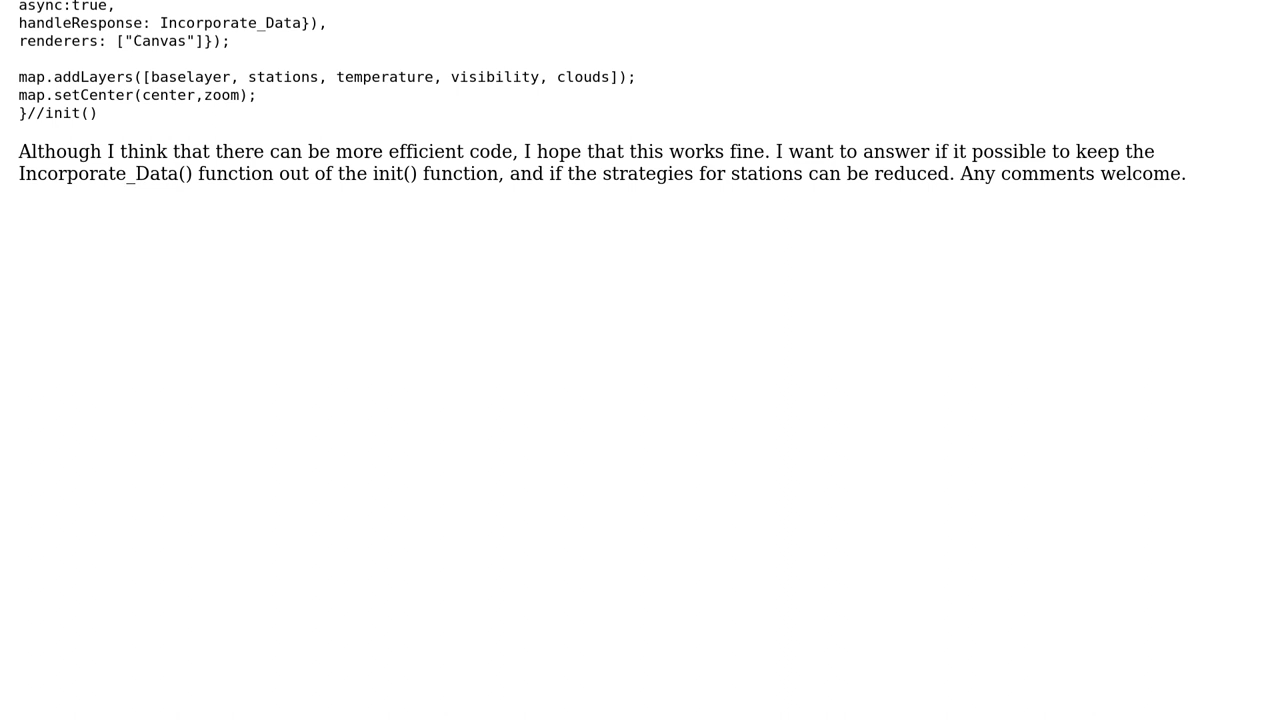 async:true,
handleResponse: Incorporate_Data}),
renderers: ["Canvas"]});
map.addLayers([baselayer, stations, temperature, visibility, clouds]);
map.setCenter(center,zoom);
}//init()
Although I think that there can be more efficient code, I hope that this works fine. I want to answer if it possible to keep the
Incorporate_Data() function out of the init() function, and if the strategies for stations can be reduced. Any comments welcome.